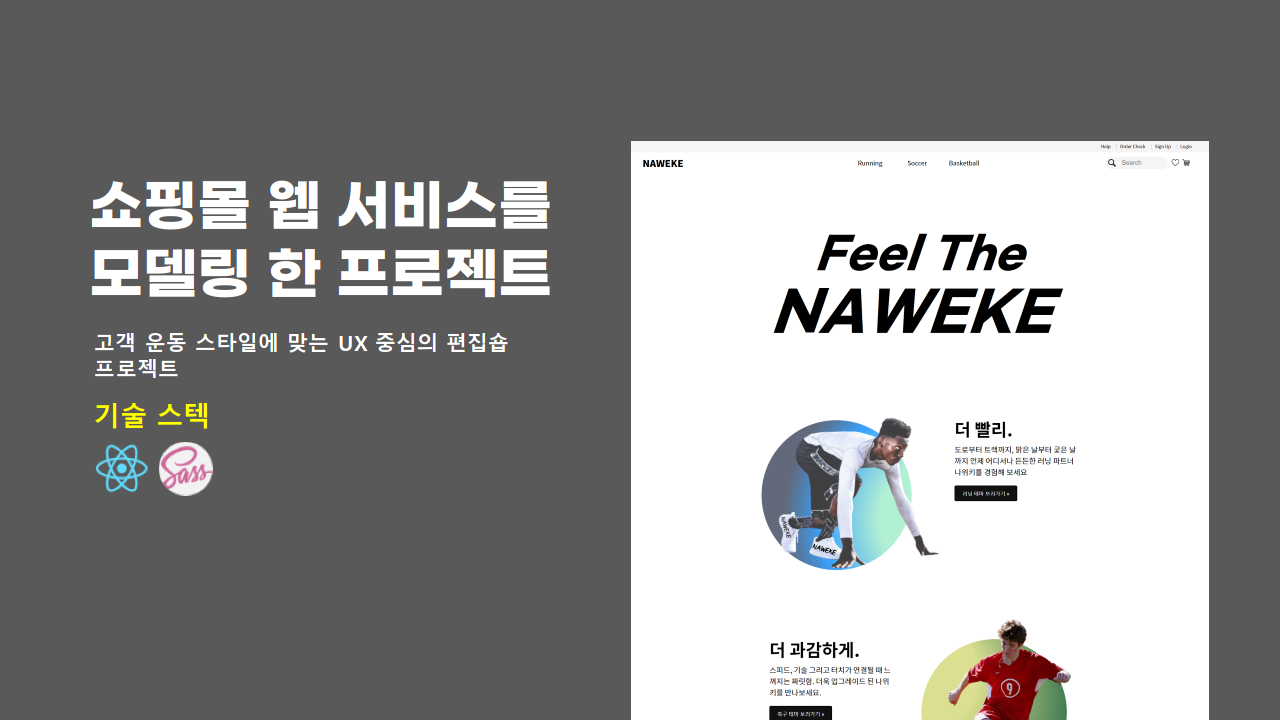 쇼핑몰 웹 서비스를
모델링 한 프로젝트
고객 운동 스타일에 맞는 UX 중심의 편집숍
프로젝트
기술 스텍
Sass
Help
Order Check
Sign Up
Login
NAWEKE
Running
Soccer
Basketball
Search
Feel The
NAWEKE
더 빨리.
도로부터 트랙까지, 맑은 날부터 궂은 날
까지 언제 어디서나 든든한 러닝 파트너
나위키를 경험해 보세요
러닝 테마 보러가기 »
NAWEKE
NAWEKE
더 과감하게.
스피드, 기술 그리고 터치가 연결될 때 느
껴지는 짜릿함. 더욱 업그레이드 된 나위
키를 만나보세요.
축구 테마 보러가기 »
9